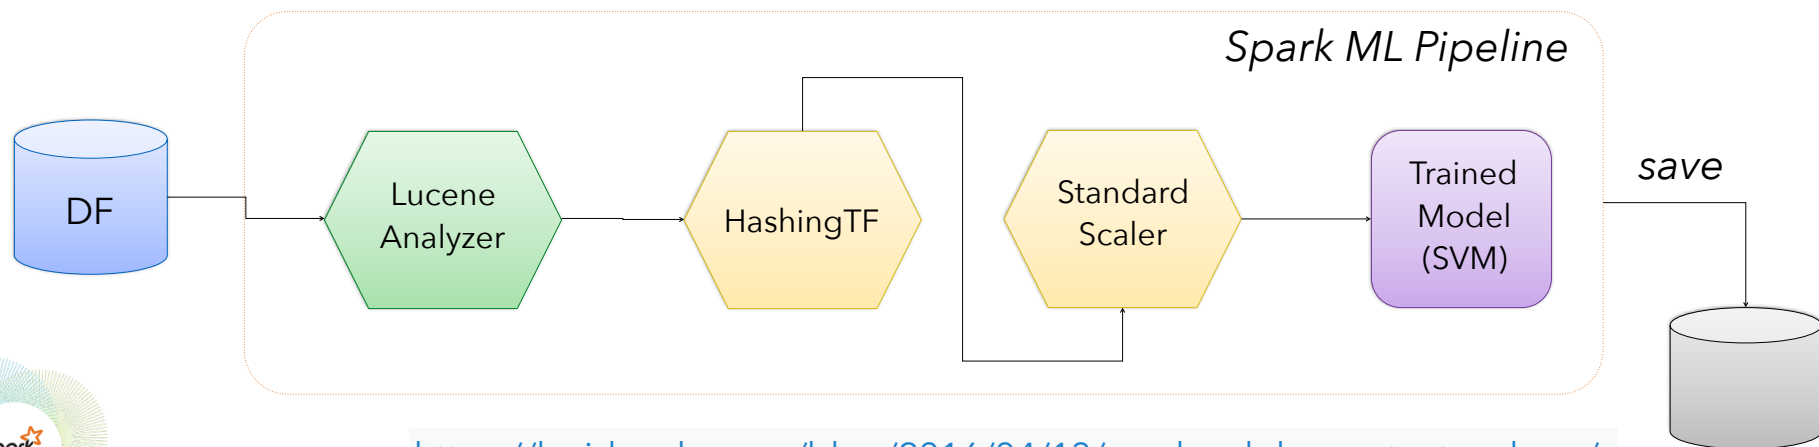 Spark ML Pipeline
DF
Lucene
Analyzer
HashingTF
Standard
Scaler
Trained
Model
(SVM)
save